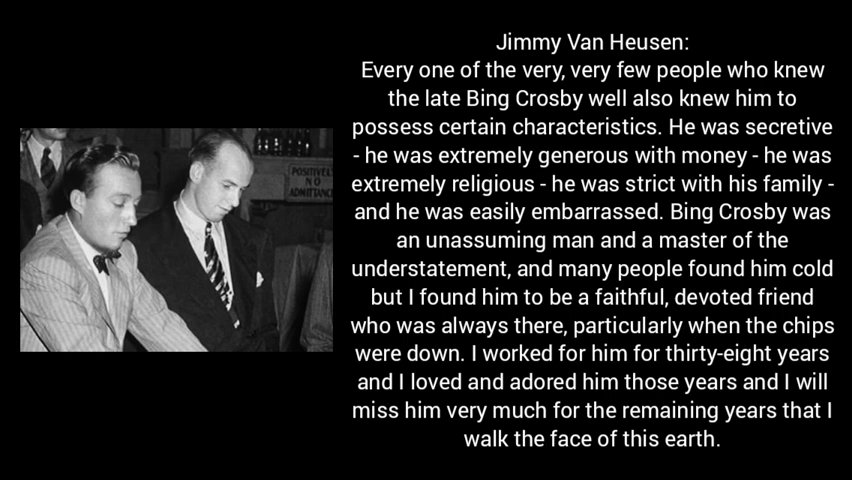 Jimmy Van Heusen:
Every one of the very, very few people who knew
the late Bing Crosby well also knew him to
possess certain characteristics. He was secretive
- he was extremely generous with money - he was
extremely religious - he was strict with his family -
and he was easily embarrassed. Bing Crosby was
an unassuming man and a master of the
understatement, and many people found him cold
but I found him to be a faithful, devoted friend
who was always there, particularly when the chips
were down. I worked for him for thirty-eight years
and I loved and adored him those years and I will
miss him very much for the remaining years that I
walk the face of this earth.
POSITIVELY
NO
ADMITTANCE